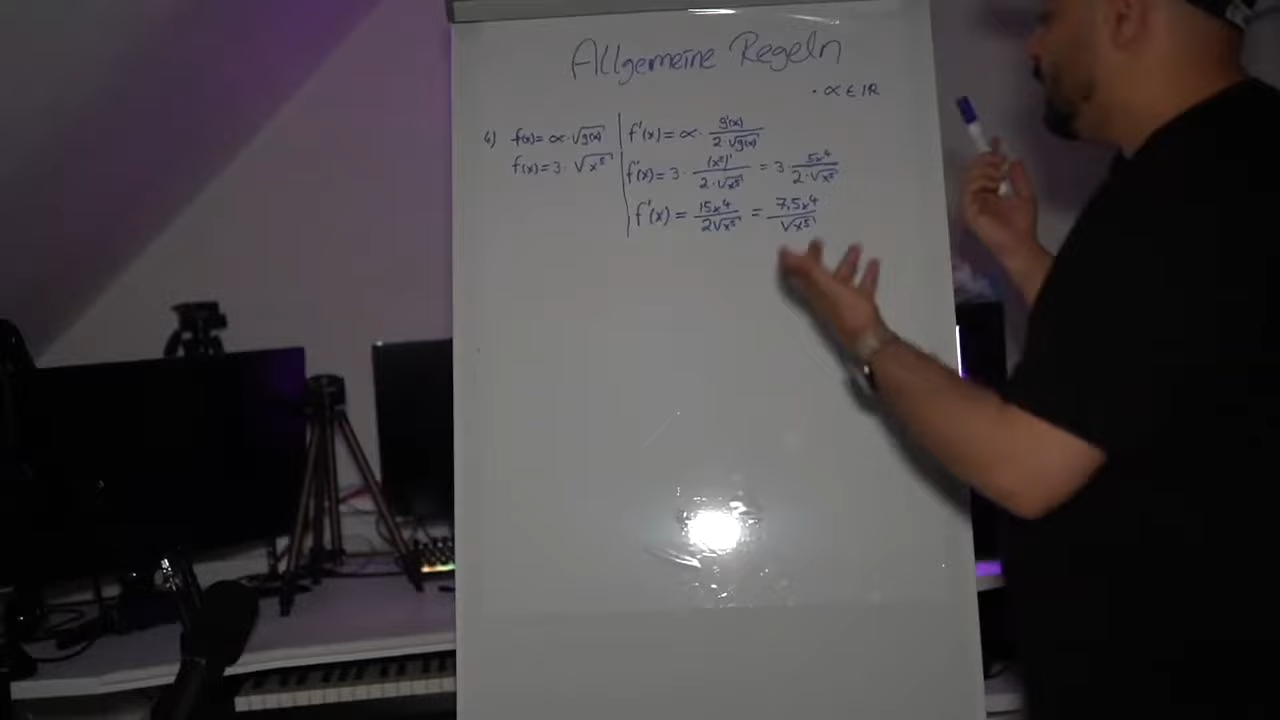 Allgemeine Regeln
· ∝ ∈ ℝ
4) f(x) = ∝ · √g(x) | f'(x) = ∝ · g'(x) / 2·√g(x)
f(x) = 3 · √x⁵ | f'(x) = 3 · (x⁵)' / 2·√x⁵ = 3 · 5x⁴ / 2·√x⁵
f'(x) = 15x⁴ / 2√x⁵ = 7,5x⁴ / √x⁵